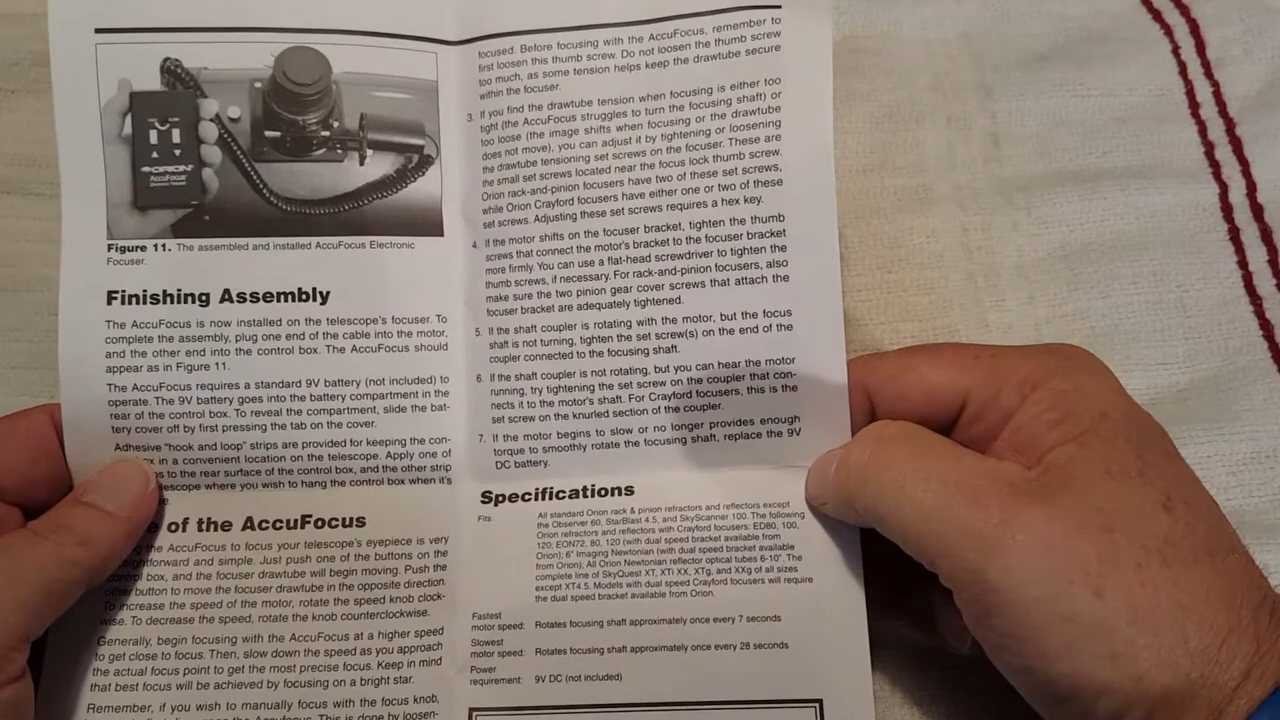 ORION
AccuFocus
Figure 11. The assembled and installed AccuFocus Electronic
Focuser.
Finishing Assembly
The AccuFocus is now installed on the telescope's focuser. To
complete the assembly, plug one end of the cable into the motor,
and the other end into the control box. The AccuFocus should
appear as in Figure 11.
The AccuFocus requires a standard 9V battery (not included) to
operate. The 9V battery goes into the battery compartment in the
rear of the control box. To reveal the compartment, slide the bat-
tery cover off by first pressing the tab on the cover.
Adhesive "hook and loop" strips are provided for keeping the con-
in a convenient location on the telescope. Apply one of
to the rear surface of the control box, and the other strip
where you wish to hang the control box when it's
of the AccuFocus
the AccuFocus to focus your telescope's eyepiece is very
and simple. Just push one of the buttons on the
control box, and the focuser drawtube will begin moving. Push the
other button to move the focuser drawtube in the opposite direction.
To increase the speed of the motor, rotate the speed knob clock-
wise. To decrease the speed, rotate the knob counterclockwise.
Generally, begin focusing with the AccuFocus at a higher speed
to get close to focus. Then, slow down the speed as you approach
the actual focus point to get the most precise focus. Keep in mind
that best focus will be achieved by focusing on a bright star.
Remember, if you wish to manually focus with the focus knob,
the Accufocus. This is done by loosen-
focused. Before focusing with the AccuFocus, remember to
first loosen this thumb screw. Do not loosen the thumb screw
too much, as some tension helps keep the drawtube secure
within the focuser.
3. If you find the drawtube tension when focusing is either too
tight (the AccuFocus struggles to turn the focusing shaft) or
too loose (the image shifts when focusing or the drawtube
does not move), you can adjust it by tightening or loosening
the drawtube tensioning set screws on the focuser. These are
the small set screws located near the focus lock thumb screw.
Orion rack-and-pinion focusers have two of these set screws,
while Orion Crayford focusers have either one or two of these
set screws. Adjusting these set screws requires a hex key.
4. If the motor shifts on the focuser bracket, tighten the thumb
screws that connect the motor's bracket to the focuser bracket
more firmly. You can use a flat-head screwdriver to tighten the
thumb screws, if necessary. For rack-and-pinion focusers, also
make sure the two pinion gear cover screws that attach the
focuser bracket are adequately tightened.
5. If the shaft coupler is rotating with the motor, but the focus
shaft is not turning, tighten the set screw(s) on the end of the
coupler connected to the focusing shaft.
6. If the shaft coupler is not rotating, but you can hear the motor
running, try tightening the set screw on the coupler that con-
nects it to the motor's shaft. For Crayford focusers, this is the
set screw on the knurled section of the coupler.
7. If the motor begins to slow or no longer provides enough
torque to smoothly rotate the focusing shaft, replace the 9V
DC battery.
Specifications
Fits: All standard Orion rack & pinion refractors and reflectors except
the Observer 60, StarBlast 4.5, and SkyScanner 100. The following
Orion refractors and reflectors with Crayford focusers: ED80, 100,
120; EON72, 80, 120 (with dual speed bracket available from
Orion); 6" Imaging Newtonian (with dual speed bracket available
from Orion); All Orion Newtonian reflector optical tubes 6-10". The
complete line of SkyQuest XT, XTi XX, XTg, and XXg of all sizes
except XT4.5. Models with dual speed Crayford focusers will require
the dual speed bracket available from Orion.
Fastest
motor speed: Rotates focusing shaft approximately once every 7 seconds
Slowest
motor speed: Rotates focusing shaft approximately once every 28 seconds
Power
requirement: 9V DC (not included)